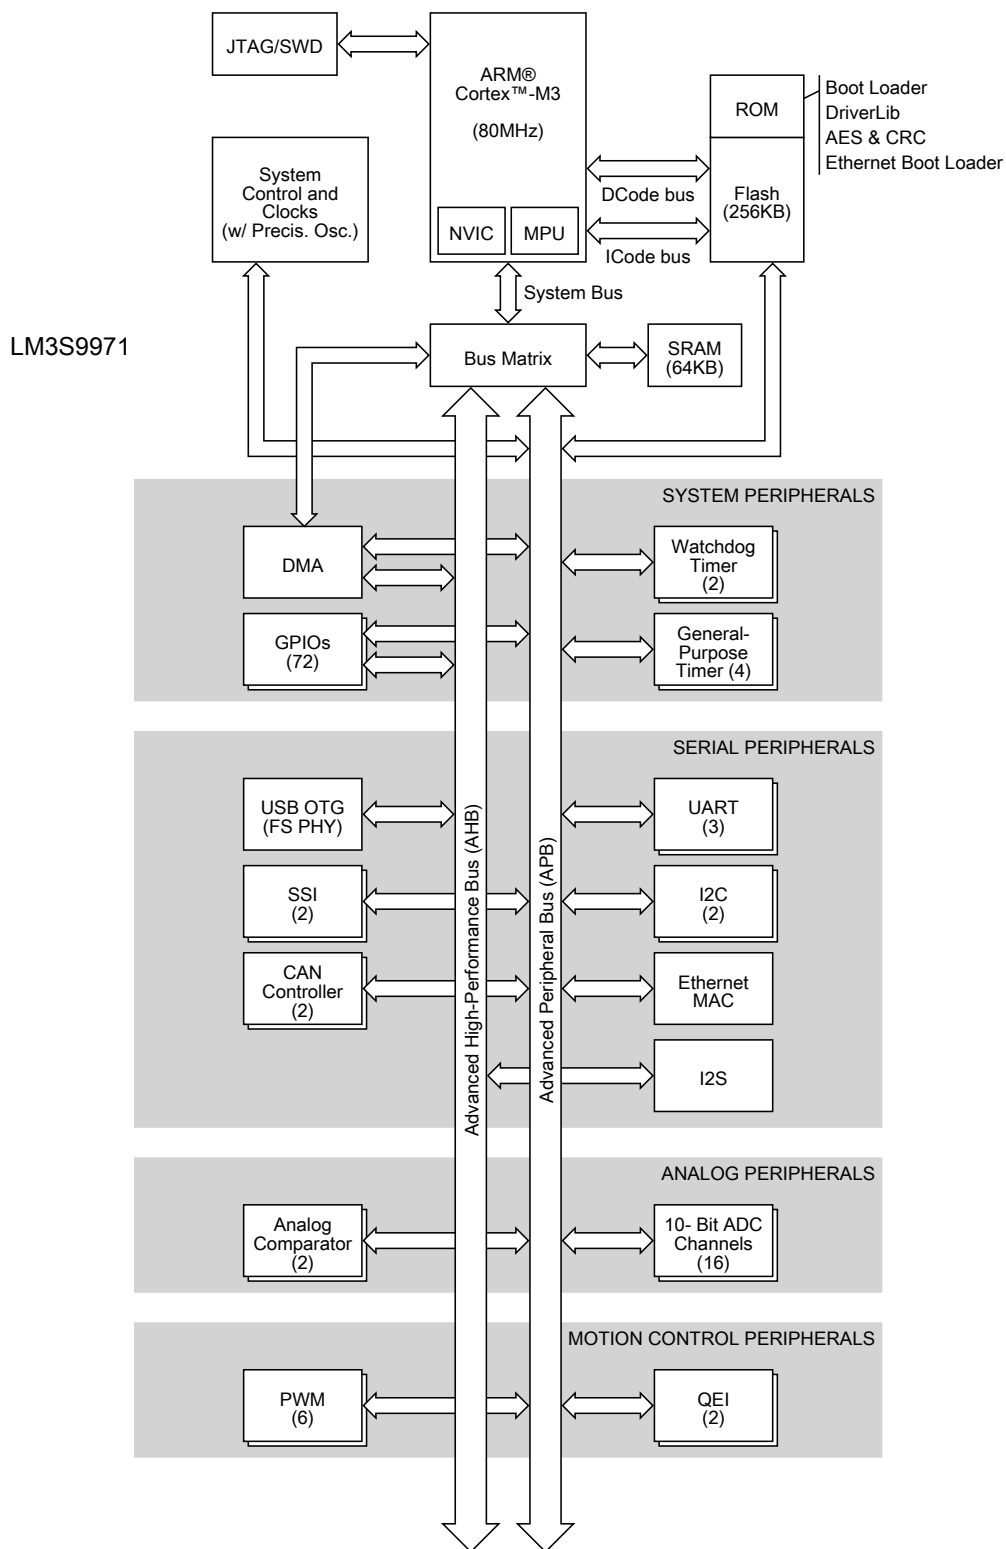 JTAG/SWD
ARM®
Cortex™-M3
(80MHz)
NVIC
MPU
ROM
Flash
(256KB)
Boot Loader
DriverLib
AES & CRC
Ethernet Boot Loader
System
Control and
Clocks
(w/ Precis. Osc.)
DCode bus
ICode bus
System Bus
LM3S9971
Bus Matrix
SRAM
(64KB)
SYSTEM PERIPHERALS
DMA
Watchdog
Timer
(2)
GPIOs
(72)
General-
Purpose
Timer (4)
SERIAL PERIPHERALS
USB OTG
(FS PHY)
UART
(3)
SSI
(2)
I2C
(2)
CAN
Controller
(2)
Ethernet
MAC
I2S
Advanced High-Performance Bus (AHB)
Advanced Peripheral Bus (APB)
ANALOG PERIPHERALS
Analog
Comparator
(2)
10- Bit ADC
Channels
(16)
MOTION CONTROL PERIPHERALS
PWM
(6)
QEI
(2)